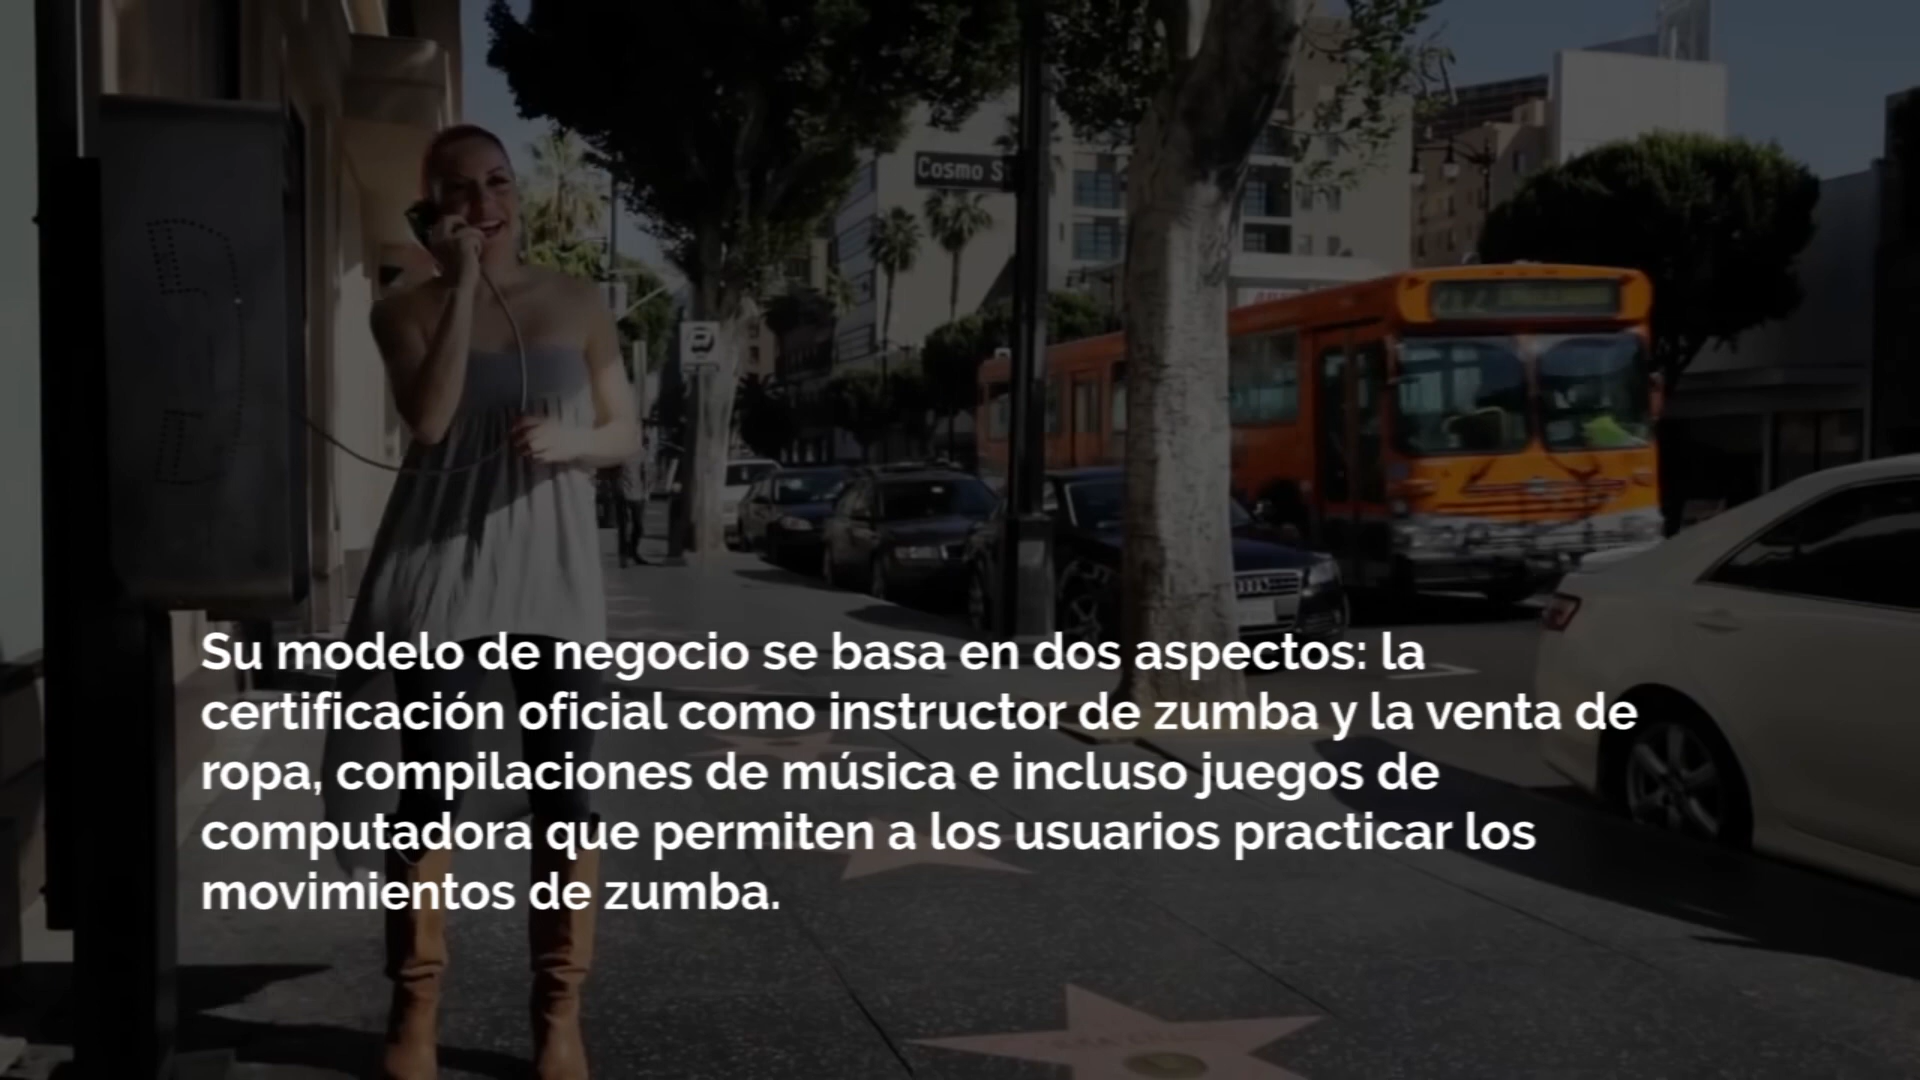 Cosmo S
Su modelo de negocio se basa en dos aspectos: la
certificación oficial como instructor de zumba y la venta de
ropa, compilaciones de música e incluso juegos de
computadora que permiten a los usuarios practicar los
movimientos de zumba.